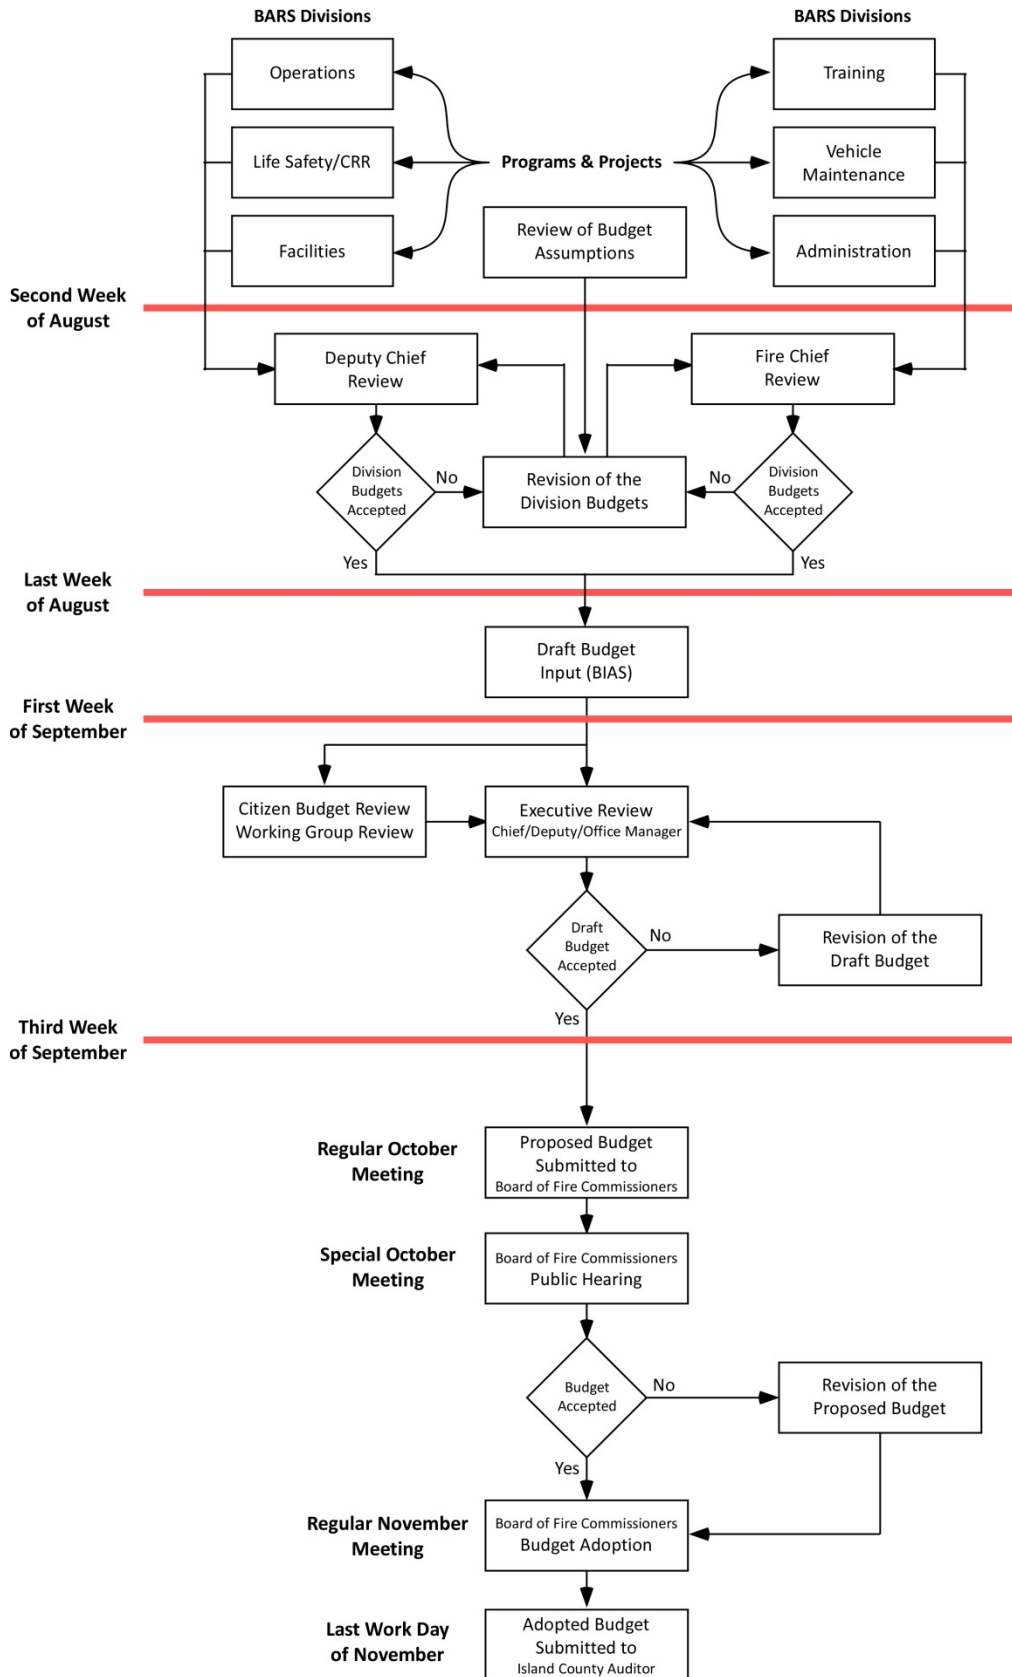 BARS Divisions
BARS Divisions
Operations
Training
Life Safety/CRR
Programs & Projects
Vehicle
Maintenance
Facilities
Review of Budget
Assumptions
Administration
Second Week
of August
Deputy Chief
Review
Fire Chief
Review
Division
Budgets
Accepted
No
Revision of the
Division Budgets
No
Division
Budgets
Accepted
Yes
Yes
Last Week
of August
Draft Budget
Input (BIAS)
First Week
of September
Citizen Budget Review
Working Group Review
Executive Review
Chief/Deputy/Office Manager
Draft
Budget
Accepted
No
Revision of the
Draft Budget
Yes
Third Week
of September
Regular October
Meeting
Proposed Budget
Submitted to
Board of Fire Commissioners
Special October
Meeting
Board of Fire Commissioners
Public Hearing
Budget
Accepted
No
Revision of the
Proposed Budget
Yes
Regular November
Meeting
Board of Fire Commissioners
Budget Adoption
Last Work Day
of November
Adopted Budget
Submitted to
Island County Auditor